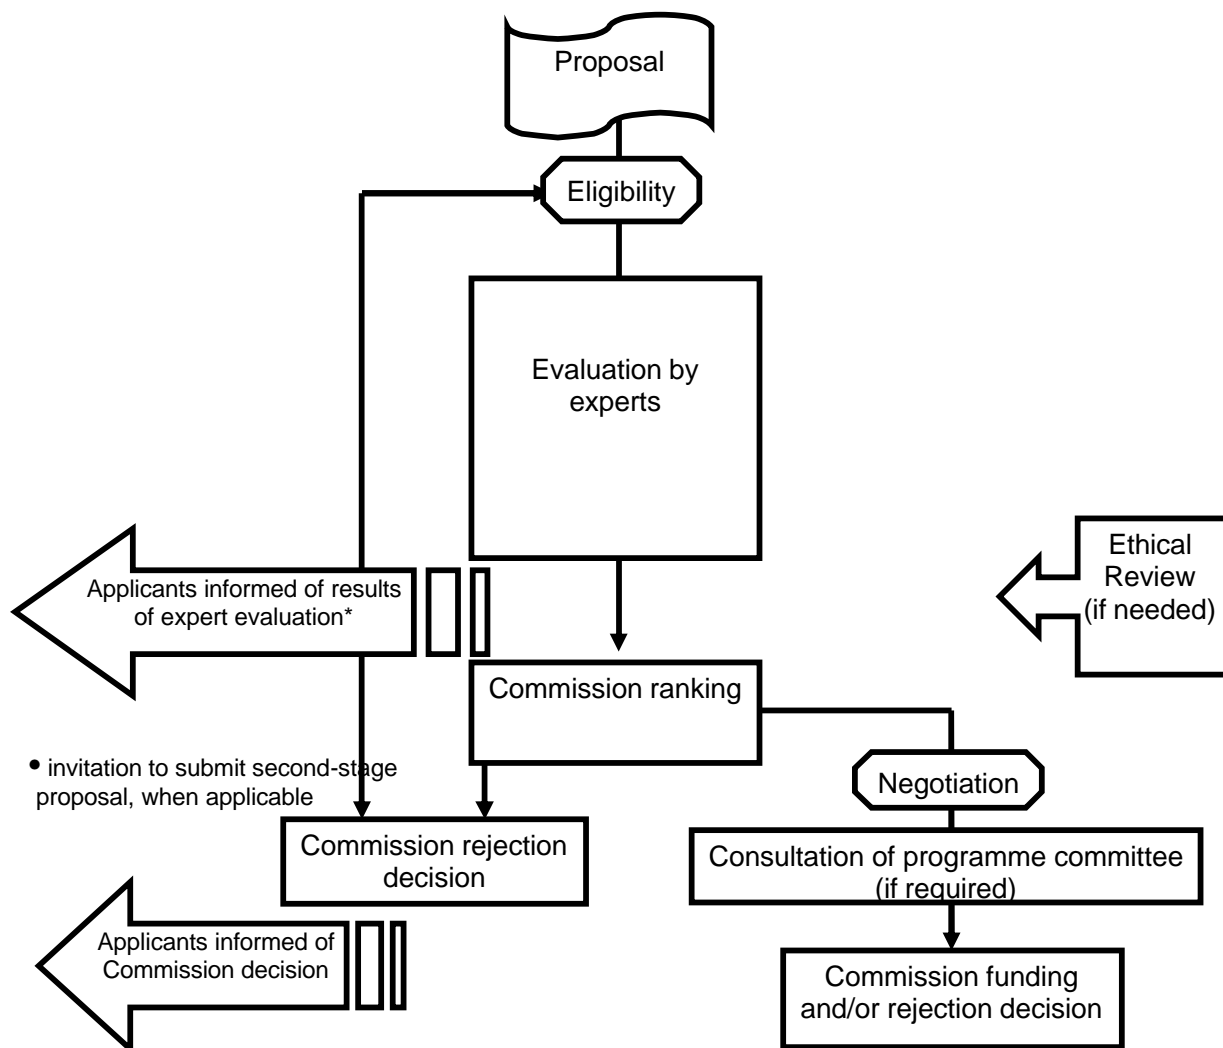 Proposal
Eligibility
Evaluation by
experts
Ethical
Review
(if needed)
Applicants informed of results
of expert evaluation*
Commission ranking
• invitation to submit second-stage
proposal, when applicable
Negotiation
Commission rejection
decision
Consultation of programme committee
(if required)
Applicants informed of
Commission decision
Commission funding
and/or rejection decision